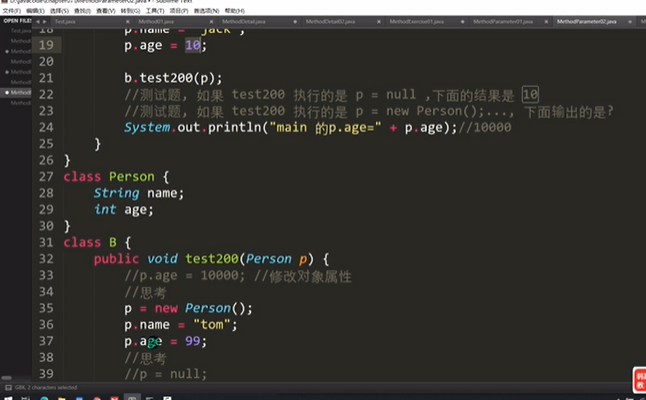 文件(F) 编辑(E) 选择(S) 查找(I) 查看(V) 转到(G) 工具(T) 项目(P) 首选项(N) 帮助(H)
OPEN FILES
Test.java Method01.java MethodDetail.java MethodDetail02.java MethodExercise01.java MethodParameter01.java MethodParameter02.java
18 p.name = "jack";
19 p.age = 10;
20
21 b.test200(p);
22 //测试题, 如果 test200 执行的是 p = null ,下面的结果是 10
23 //测试题, 如果 test200 执行的是 p = new Person();..., 下面输出的是?
24 System.out.println("main 的p.age=" + p.age);//10000
25 }
26 }
27 class Person {
28 String name;
29 int age;
30 }
31 class B {
32 public void test200(Person p) {
33 //p.age = 10000; //修改对象属性
34 //思考
35 p = new Person();
36 p.name = "tom";
37 p.age = 99;
38 //思考
39 //p = null;
GBK, 2 characters selected